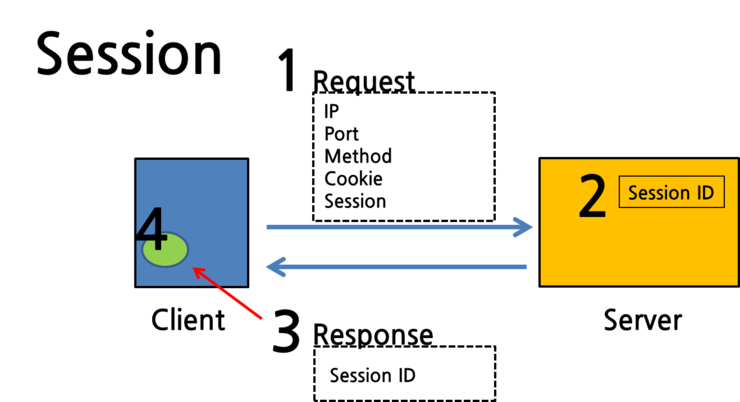 Session
1
Request
IP
Port
Method
Cookie
Session
2
Session ID
4
Client
Server
3
Response
Session ID